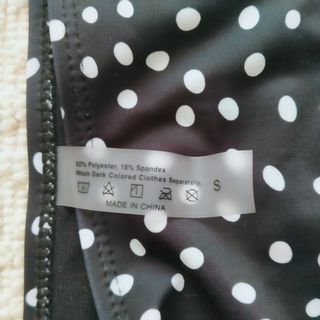 82% Polyester, 18% Spandex
Wash Dark Colored Clothes Separately
S
MADE IN CHINA